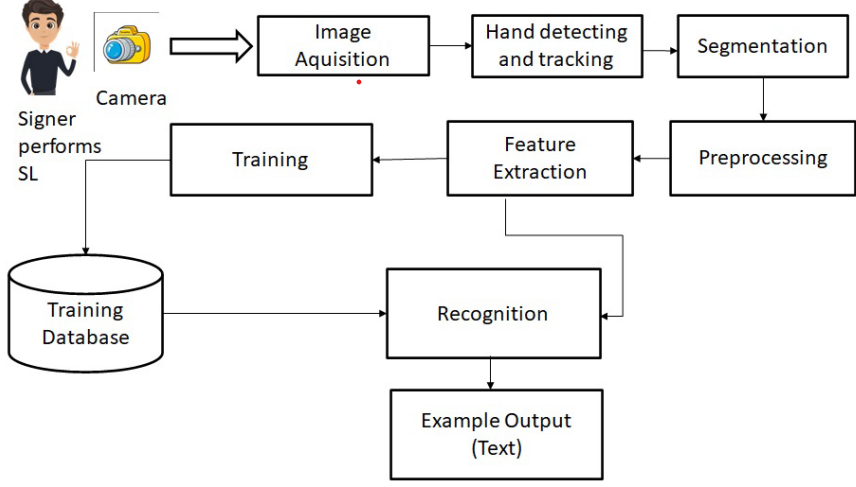 Signer
performs
SL
Camera
Image
Aquisition
Hand detecting
and tracking
Segmentation
Preprocessing
Feature
Extraction
Training
Training
Database
Recognition
Example Output
(Text)